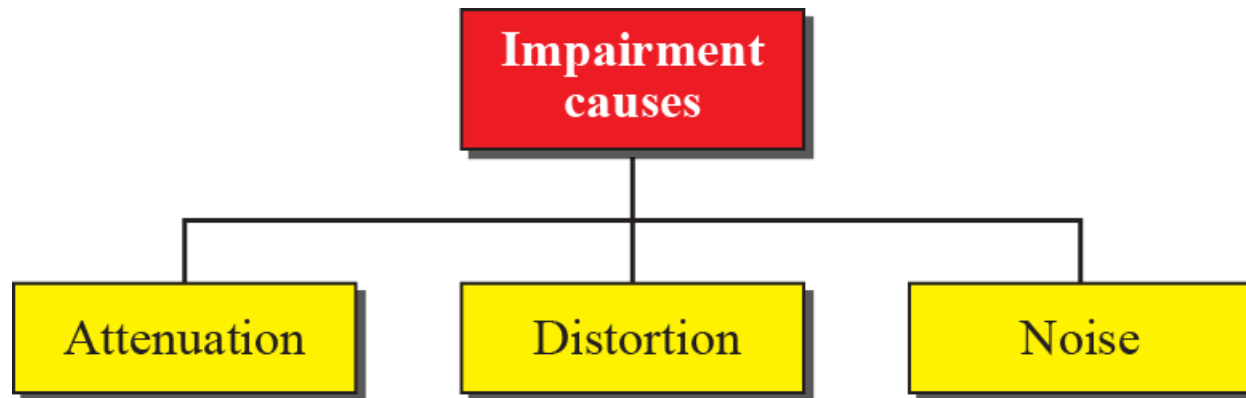 Impairment
causes
Attenuation
Distortion
Noise